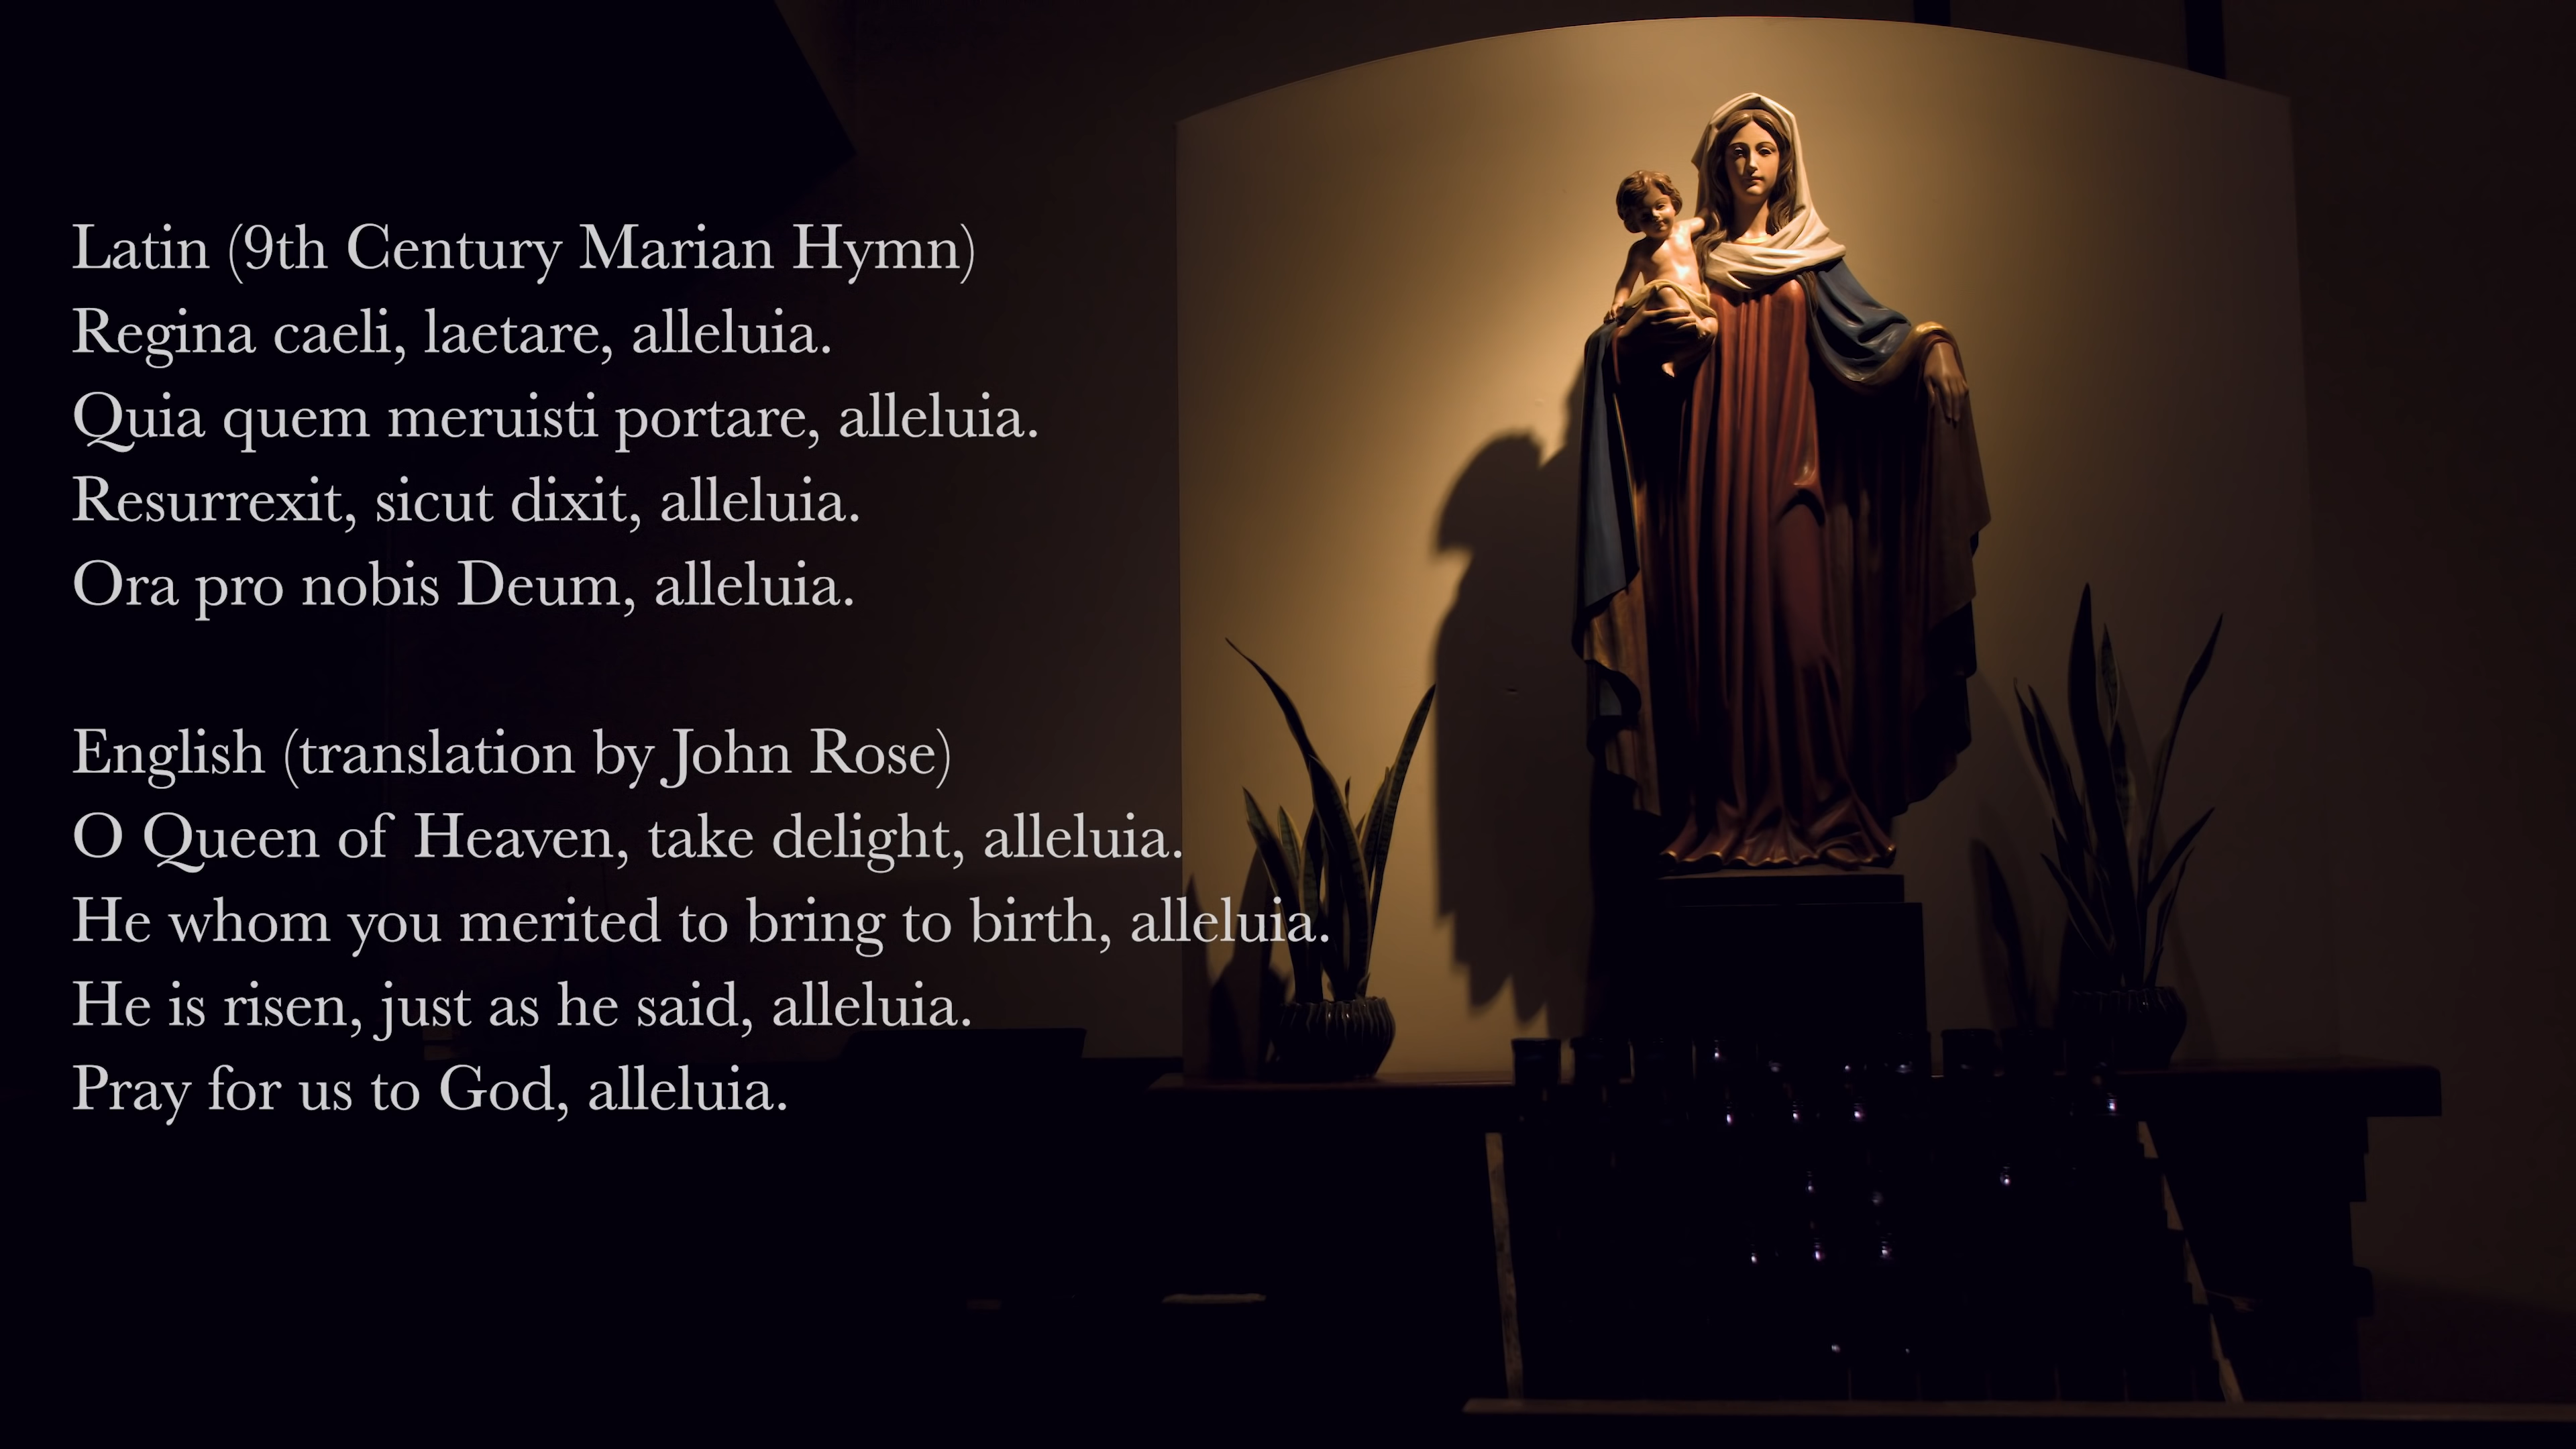 Latin (9th Century Marian Hymn)
Regina caeli, laetare, alleluia.
Quia quem meruisti portare, alleluia.
Resurrexit, sicut dixit, alleluia.
Ora pro nobis Deum, alleluia.
English (translation by John Rose)
O Queen of Heaven, take delight, alleluia.
He whom you merited to bring to birth, alleluia.
He is risen, just as he said, alleluia.
Pray for us to God, alleluia.